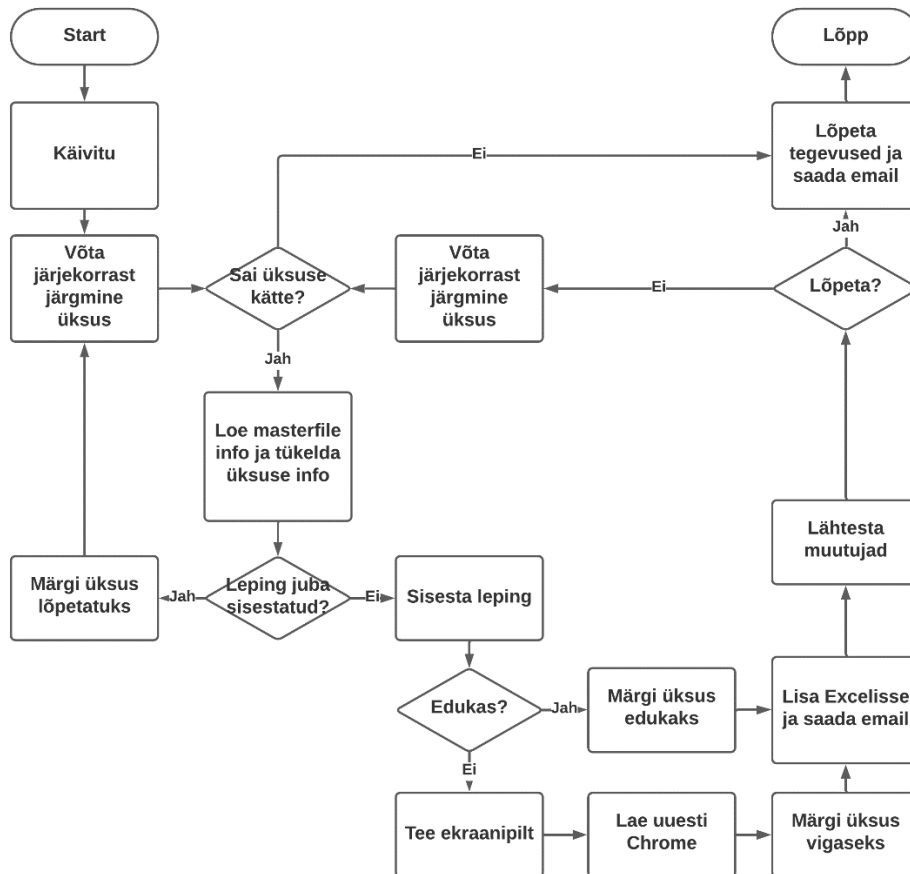 Start
Lõpp
Käivitu
Lõpeta
tegevused ja
saada email
Ei
Jah
Võta
järjekorrast
järgmine
üksus
Sai üksuse
kätte?
Võta
järjekorrast
järgmine
üksus
Ei
Lõpeta?
Jah
Loe masterfile
info ja tükelda
üksuse info
Lähtesta
muutujad
Märgi üksus
lõpetatuks
Jah
Leping juba
sisestatud?
Ei
Sisesta leping
Edukas?
Jah
Märgi üksus
edukaks
Lisa Excelisse
ja saada email
Ei
Tee ekraanipilt
Lae uuesti
Chrome
Märgi üksus
vigaseks